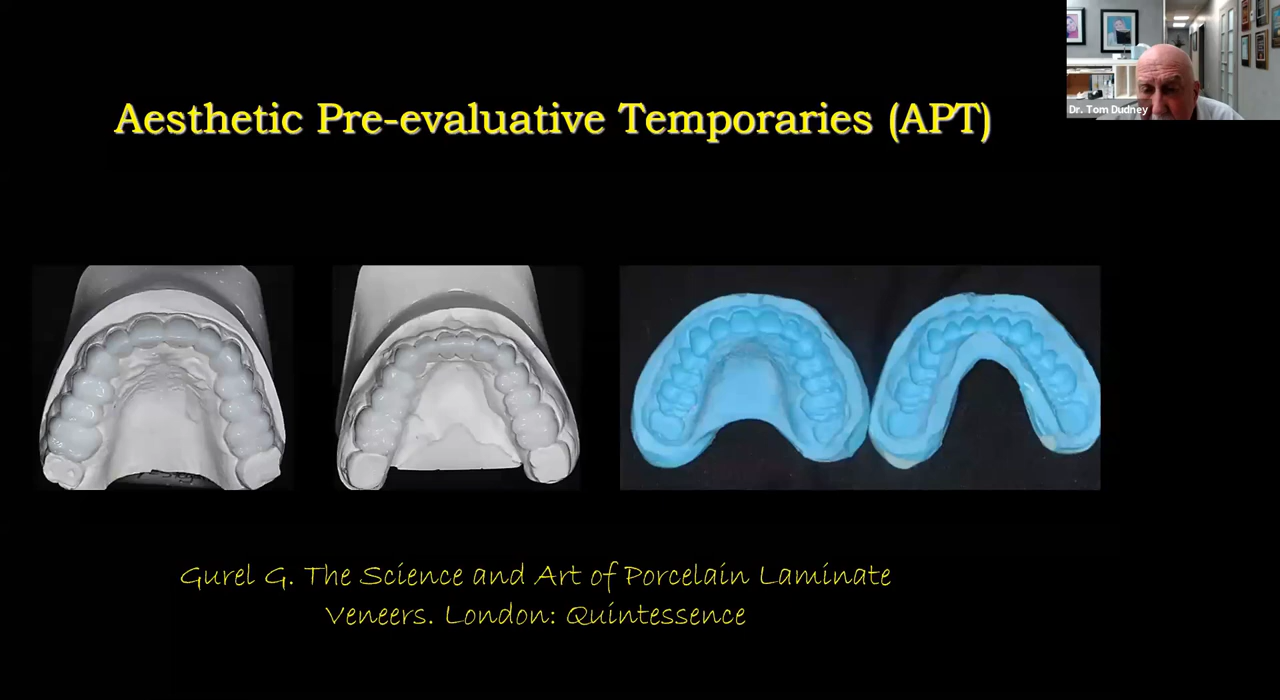 Aesthetic Pre-evaluative Temporaries (APT)
Dr. Tom Dudney
Gurel G. The Science and Art of Porcelain Laminate
Veneers. London: Quintessence